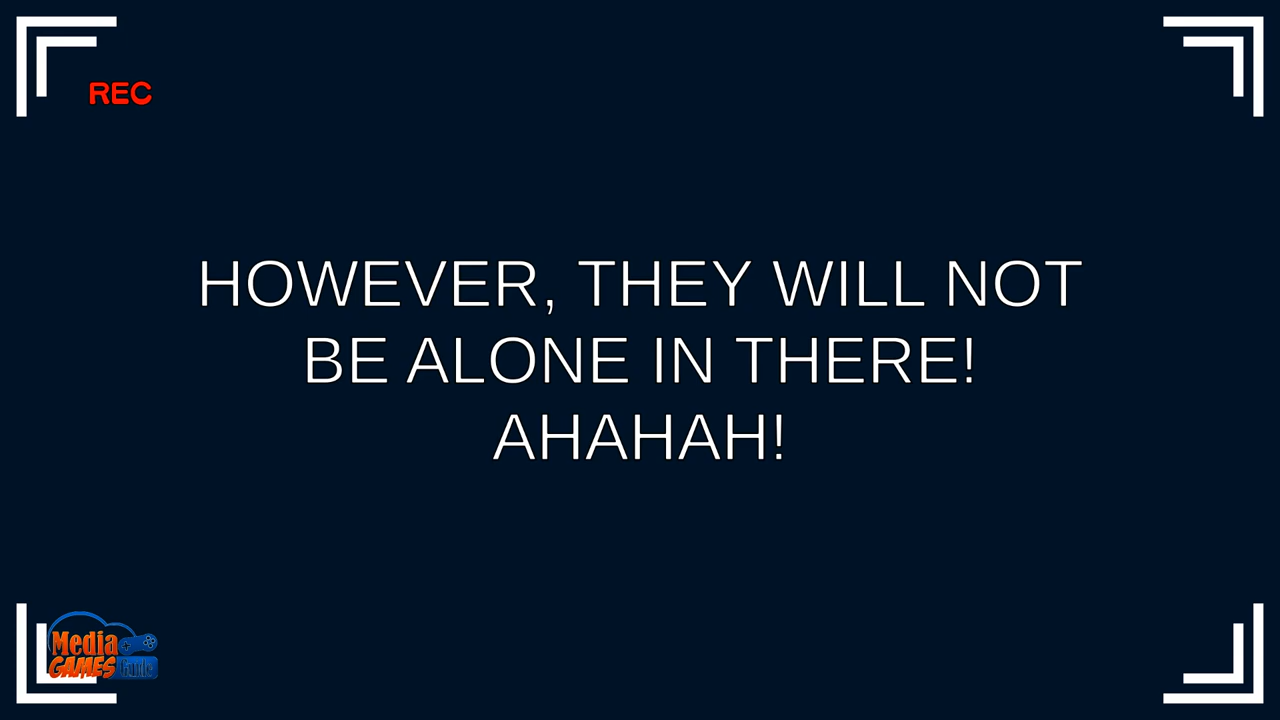 REC
HOWEVER, THEY WILL NOT
BE ALONE IN THERE!
AHAHAH!
Media
GAMES